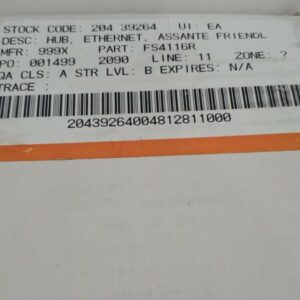 STOCK CODE: 204 39264 UI: EA
DESC: HUB, ETHERNET, ASSANTE FRIENDL
MFR: 999X PART: FS4116R
PO: 001499 2090 LINE: 11 ZONE: ?
QA CLS: A STR LVL: B EXPIRES: N/A
TRACE :
20439264004812811000